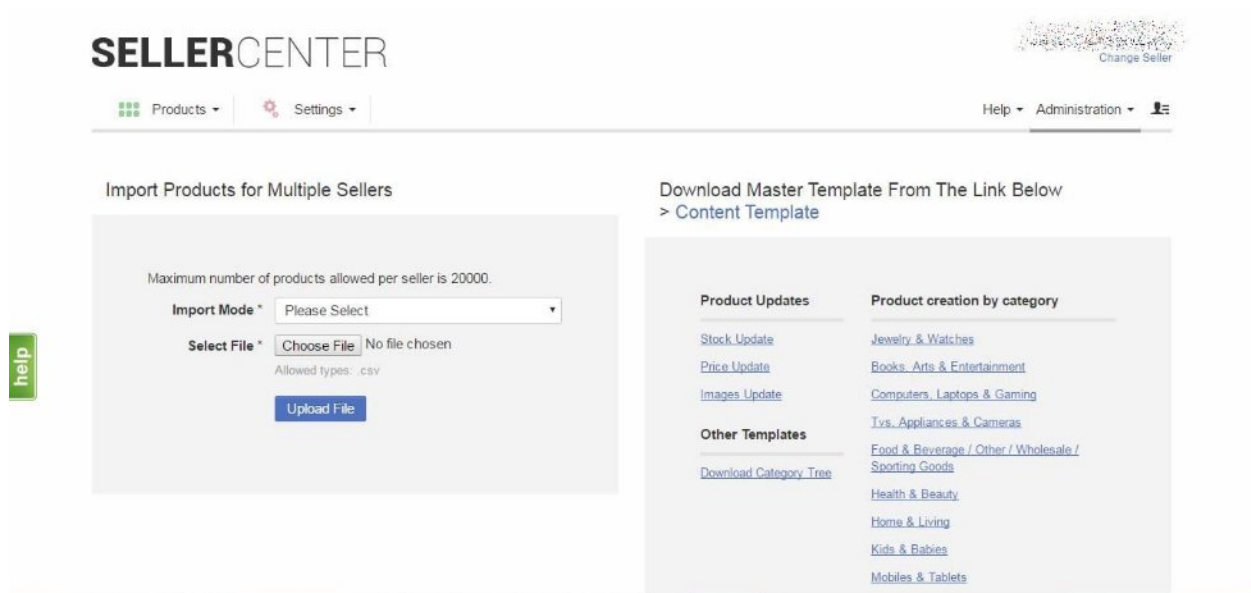 SELLERCENTER
Change Seller
Products
Settings
Help
Administration
Import Products for Multiple Sellers
Maximum number of products allowed per seller is 20000.
Import Mode *
Please Select
Select File *
Choose File No file chosen
Allowed types: .csv
Upload File
help
Download Master Template From The Link Below
> Content Template
Product Updates
Stock Update
Price Update
Images Update
Other Templates
Download Category Tree
Product creation by category
Jewelry & Watches
Books, Arts & Entertainment
Computers, Laptops & Gaming
Tvs, Appliances & Cameras
Food & Beverage / Other / Wholesale /
Sporting Goods
Health & Beauty
Home & Living
Kids & Babies
Mobiles & Tablets